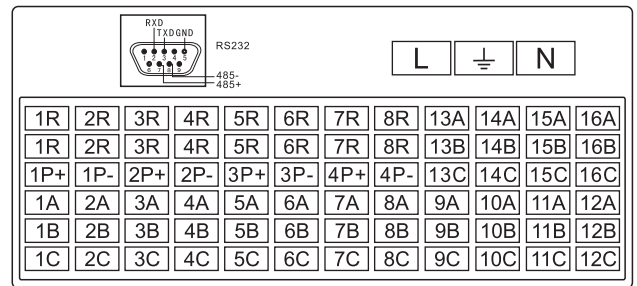 RXD
TXD GND
RS232
1 2 3 4 5
6 7 8 9
485-
485+
L N
1R 2R 3R 4R 5R 6R 7R 8R 13A 14A 15A 16A
1R 2R 3R 4R 5R 6R 7R 8R 13B 14B 15B 16B
1P+ 1P- 2P+ 2P- 3P+ 3P- 4P+ 4P- 13C 14C 15C 16C
1A 2A 3A 4A 5A 6A 7A 8A 9A 10A 11A 12A
1B 2B 3B 4B 5B 6B 7B 8B 9B 10B 11B 12B
1C 2C 3C 4C 5C 6C 7C 8C 9C 10C 11C 12C